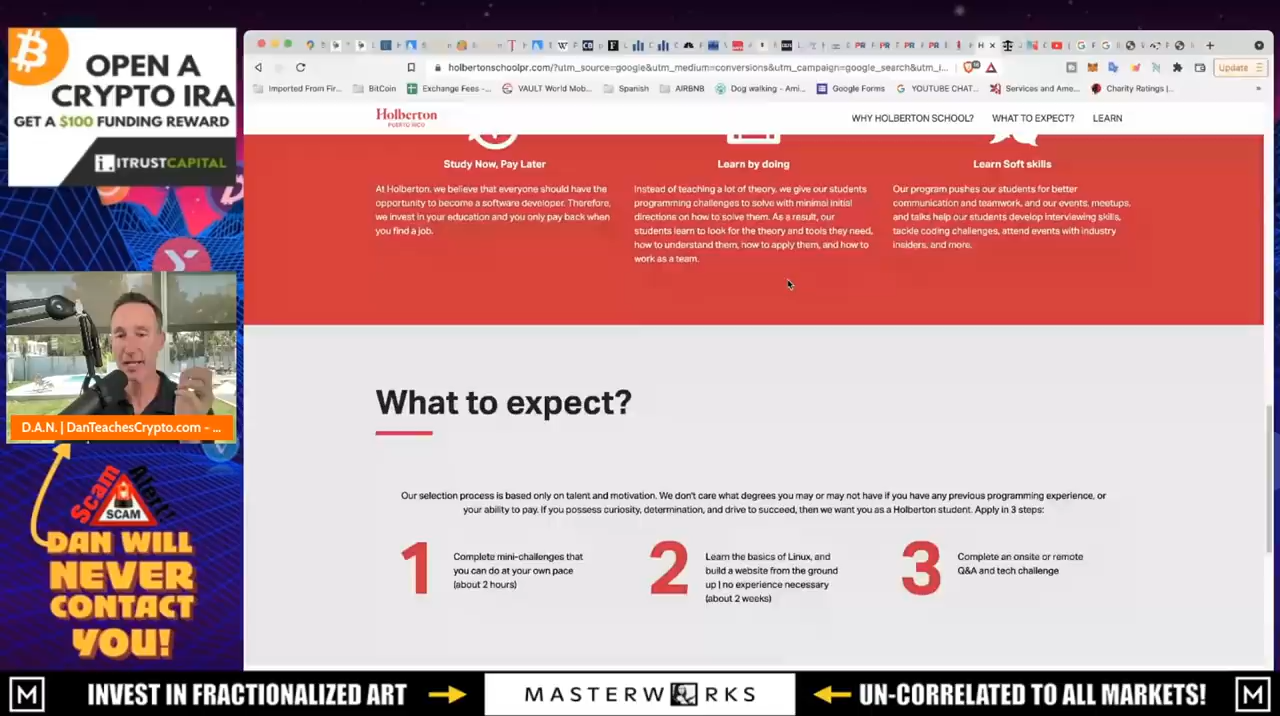 OPEN A
CRYPTO IRA
GET A $100 FUNDING REWARD
ITRUSTCAPITAL
D.A.N. | DanTeachesCrypto.com - ...
Scam Alert!
SCAM
DAN WILL
NEVER
CONTACT
YOU!
holbertonschoolpr.com/?utm_source=google&utm_medium=conversions&utm_campaign=google_search&utm_i...
Update
Imported From Fir...
BitCoin
Exchange Fees -...
VAULT World Mob...
Spanish
AIRBNB
Dog walking - Ami...
Google Forms
YOUTUBE CHAT...
Services and Ame...
Charity Ratings |...
Holberton
PUERTO RICO
WHY HOLBERTON SCHOOL?
WHAT TO EXPECT?
LEARN
Study Now, Pay Later
At Holberton, we believe that everyone should have the
opportunity to become a software developer. Therefore,
we invest in your education and you only pay back when
you find a job.
Learn by doing
Instead of teaching a lot of theory, we give our students
programming challenges to solve with minimal initial
directions on how to solve them. As a result, our
students learn to look for the theory and tools they need,
how to understand them, how to apply them, and how to
work as a team.
Learn Soft skills
Our program pushes our students for better
communication and teamwork, and our events, meetups,
and talks help our students develop interviewing skills,
tackle coding challenges, attend events with industry
insiders, and more.
What to expect?
Our selection process is based only on talent and motivation. We don't care what degrees you may or may not have if you have any previous programming experience, or
your ability to pay. If you possess curiosity, determination, and drive to succeed, then we want you as a Holberton student. Apply in 3 steps:
1
Complete mini-challenges that
you can do at your own pace
(about 2 hours)
2
Learn the basics of Linux, and
build a website from the ground
up | no experience necessary
(about 2 weeks)
3
Complete an onsite or remote
Q&A and tech challenge
M
INVEST IN FRACTIONALIZED ART
MASTERWORKS
UN-CORRELATED TO ALL MARKETS!
M